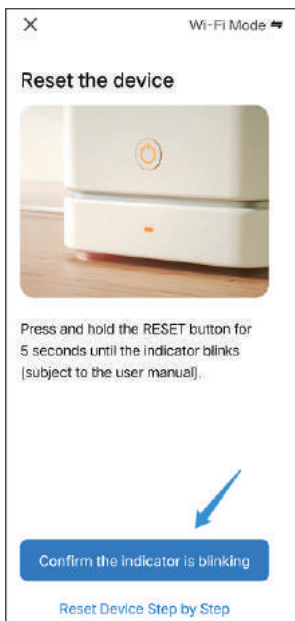 Wi-Fi Mode
Reset the device
Press and hold the RESET button for
5 seconds until the indicator blinks
(subject to the user manual).
Confirm the indicator is blinking
Reset Device Step by Step